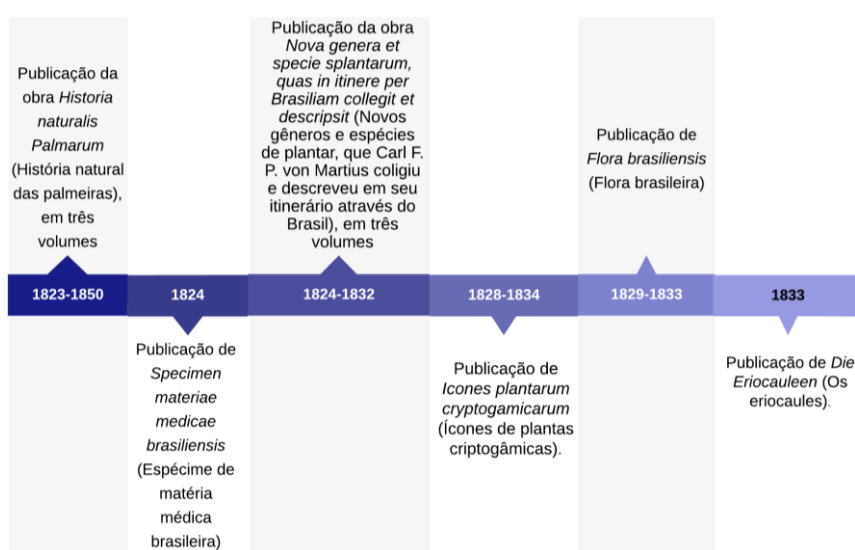 Publicação da
obra Historia
naturalis
Palmarum
(História natural
das palmeiras),
em três
volumes
1823-1850
1824
Publicação de
Specimen
materiae
medicae
brasiliensis
(Espécime de
matéria
médica
brasileira)
Publicação da obra
Nova genera et
specie splantarum,
quas in itinere per
Brasiliam collegit et
descripsit (Novos
gêneros e espécies
de plantar, que Carl F.
P. von Martius coligiu
e descreveu em seu
itinerário através do
Brasil), em três
volumes
1824-1832
1828-1834
Publicação de
Icones plantarum
cryptogamicarum
(Ícones de plantas
criptogâmicas).
Publicação de
Flora brasiliensis
(Flora brasileira)
1829-1833
1833
Publicação de Die
Eriocauleen (Os
eriocaules).